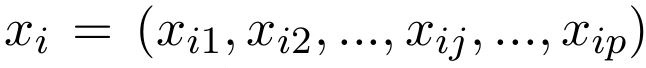 x_i = (x_{i1}, x_{i2}, ..., x_{ij}, ..., x_{ip})